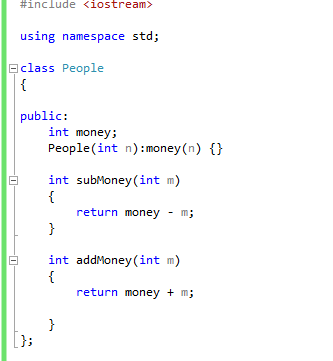 #include <iostream>
using namespace std;
class People
{
public:
int money;
People(int n):money(n) {}
int subMoney(int m)
{
return money - m;
}
int addMoney(int m)
{
return money + m;
}
};